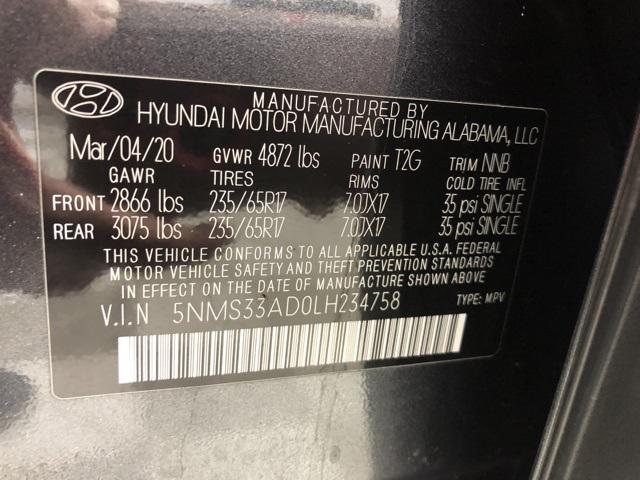 MANUFACTURED BY
HYUNDAI MOTOR MANUFACTURING ALABAMA, LLC
Mar/04/20 GVWR 4872 lbs PAINT T2G TRIM NNB
GAWR TIRES RIMS COLD TIRE INFL
FRONT 2866 lbs 235/65R17 7.0JX17 35 psi SINGLE
REAR 3075 lbs 235/65R17 7.0JX17 35 psi SINGLE
THIS VEHICLE CONFORMS TO ALL APPLICABLE U.S.A. FEDERAL
MOTOR VEHICLE SAFETY AND THEFT PREVENTION STANDARDS
IN EFFECT ON THE DATE OF MANUFACTURE SHOWN ABOVE.
V.I.N 5NMS33AD0LH234758 TYPE: MPV